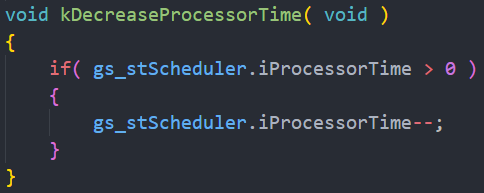 void kDecreaseProcessorTime( void )
{
    if( gs_stScheduler.iProcessorTime > 0 )
    {
        gs_stScheduler.iProcessorTime--;
    }
}